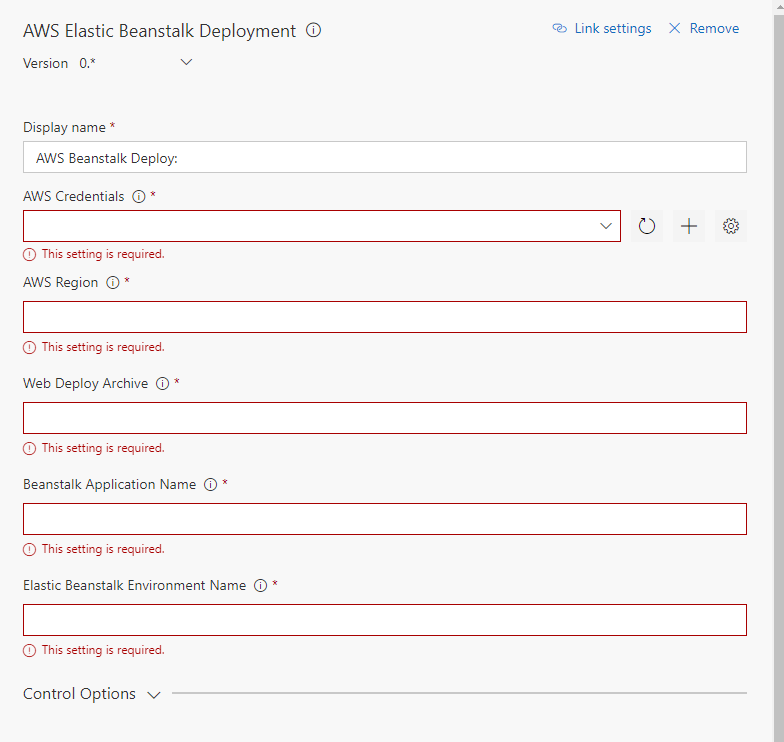 AWS Elastic Beanstalk Deployment
Link settings
Remove
Version 0.*
Display name *
AWS Beanstalk Deploy:
AWS Credentials *
This setting is required.
AWS Region *
This setting is required.
Web Deploy Archive *
This setting is required.
Beanstalk Application Name *
This setting is required.
Elastic Beanstalk Environment Name *
This setting is required.
Control Options